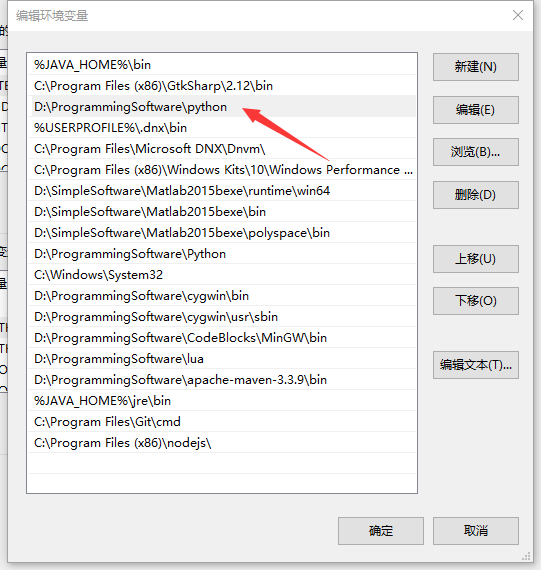 编辑环境变量
的
%JAVA_HOME%\bin
C:\Program Files (x86)\GtkSharp\2.12\bin
D:\ProgrammingSoftware\python
%USERPROFILE%\.dnx\bin
C:\Program Files\Microsoft DNX\Dnvm\
C:\Program Files (x86)\Windows Kits\10\Windows Performance ...
D:\SimpleSoftware\Matlab2015bexe\runtime\win64
D:\SimpleSoftware\Matlab2015bexe\bin
D:\SimpleSoftware\Matlab2015bexe\polyspace\bin
D:\ProgrammingSoftware\Python
C:\Windows\System32
D:\ProgrammingSoftware\cygwin\bin
D:\ProgrammingSoftware\cygwin\usr\sbin
D:\ProgrammingSoftware\CodeBlocks\MinGW\bin
D:\ProgrammingSoftware\lua
D:\ProgrammingSoftware\apache-maven-3.3.9\bin
%JAVA_HOME%\jre\bin
C:\Program Files\Git\cmd
C:\Program Files (x86)\nodejs\
新建(N)
编辑(E)
浏览(B)...
删除(D)
上移(U)
下移(O)
编辑文本(T)...
确定
取消